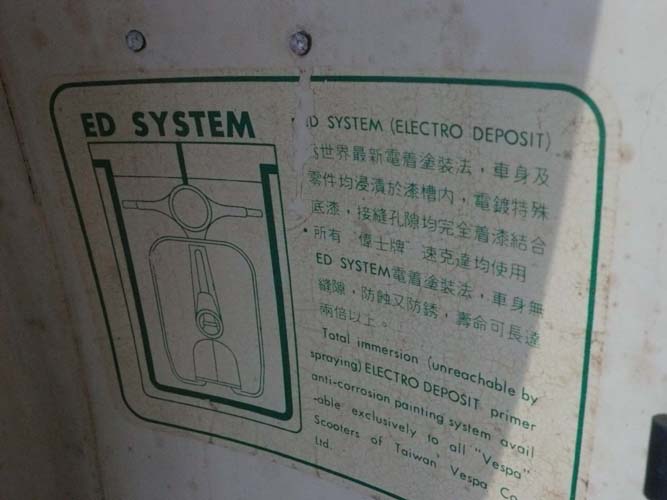 ED SYSTEM
ED SYSTEM (ELECTRO DEPOSIT)
世界最新電着塗裝法，車身及
零件均浸漬於漆槽內，電鍍特殊
底漆，接縫孔隙均完全着漆結合
•所有"偉士牌"速克達均使用
ED SYSTEM電着塗裝法，車身無
縫隙，防蝕又防銹，壽命可長達
兩倍以上。
Total immersion (unreachable by
spraying) ELECTRO DEPOSIT primer
anti-corrosion painting system avail
-able exclusively to all "Vespa"
Scooters of Taiwan Vespa Co.
Ltd.